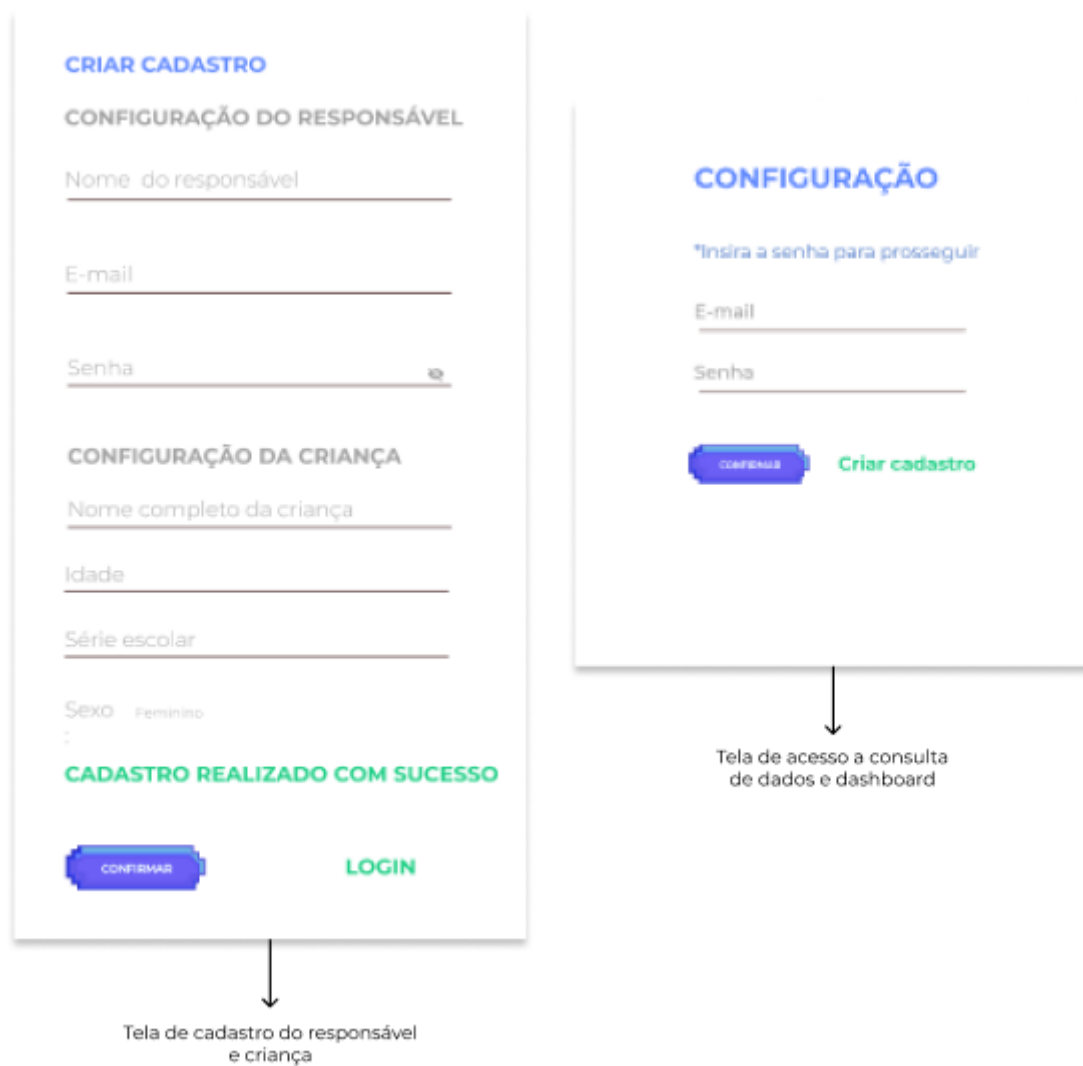 CRIAR CADASTRO
CONFIGURAÇÃO DO RESPONSÁVEL
Nome do responsável
E-mail
Senha
CONFIGURAÇÃO DA CRIANÇA
Nome completo da criança
Idade
Série escolar
Sexo Feminino
:
CADASTRO REALIZADO COM SUCESSO
CONFIRMAR
LOGIN
Tela de cadastro do responsável
e criança
CONFIGURAÇÃO
*Insira a senha para prosseguir
E-mail
Senha
CONFIRMAR
Criar cadastro
Tela de acesso a consulta
de dados e dashboard